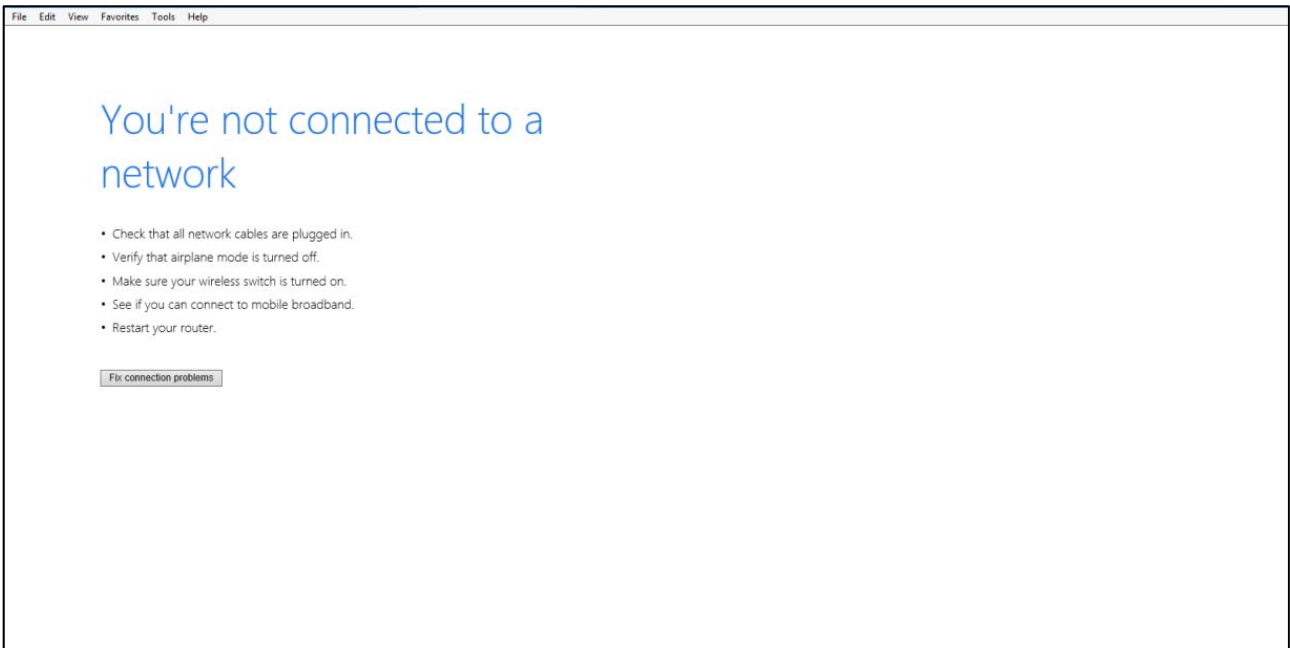 File Edit View Favorites Tools Help
You're not connected to a
network
• Check that all network cables are plugged in.
• Verify that airplane mode is turned off.
• Make sure your wireless switch is turned on.
• See if you can connect to mobile broadband.
• Restart your router.
Fix connection problems